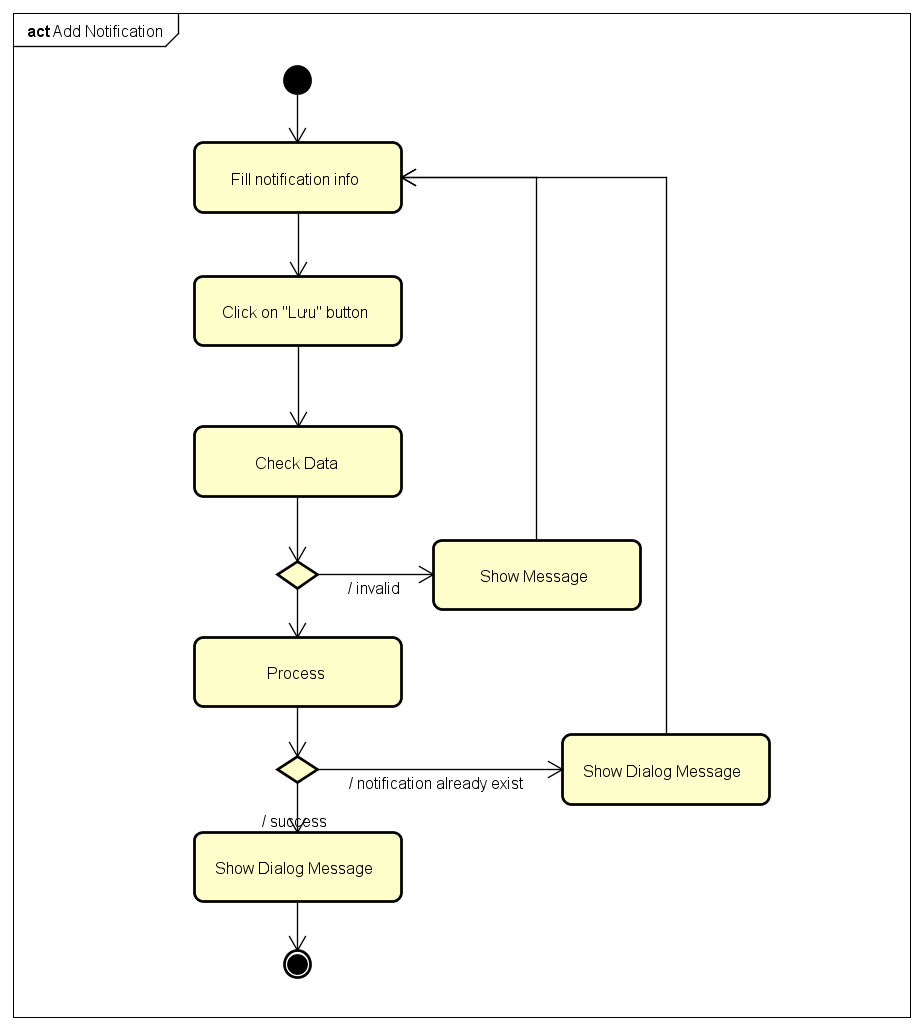 act Add Notification
Fill notification info
Click on "Lưu" button
Check Data
/ invalid
Show Message
Process
/ notification already exist
Show Dialog Message
/ success
Show Dialog Message